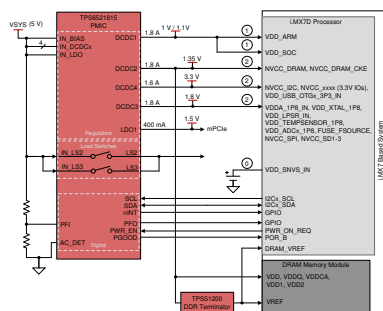 VSYS (5 V)
TPS6521815
PMIC
i.MX7D Processor
IN_BIAS
IN_DCDCx
IN_LDO
4
DCDC1
1.8 A
1 V / 1.1V
1
VDD_ARM
1
VDD_SOC
DCDC2
1.8 A
1.35 V
2
NVCC_DRAM, NVCC_DRAM_CKE
DCDC4
1.6 A
3.3 V
2
NVCC_I2C, NVCC_xxxx (3.3V IOs),
VDD_USB_OTGx_3P3_IN
DCDC3
1.8 A
1.8 V
2
VDDA_1P8_IN, VDD_XTAL_1P8,
VDD_LPSR_IN,
VDD_TEMPSENSOR_1P8,
VDD_ADCx_1P8, FUSE_FSOURCE,
NVCC_SPI, NVCC_SD1-3
Regulators
LDO1
400 mA
1.5 V
mPCIe
Load Switches
IN_LS2
LS2
IN_LS3
LS3
0
VDD_SNVS_IN
i.MX7 Based System
SCL
I2Cx_SCL
SDA
I2Cx_SDA
nINT
GPIO
PFI
PFO
GPIO
PWR_EN
PWR_ON_REQ
AC_DET
PGOOD
POR_B
Digital
DRAM_VREF
DRAM Memory Module
VDD, VDDQ, VDDCA,
VDD1, VDD2
TPS51200
DDR Terminator
VREF